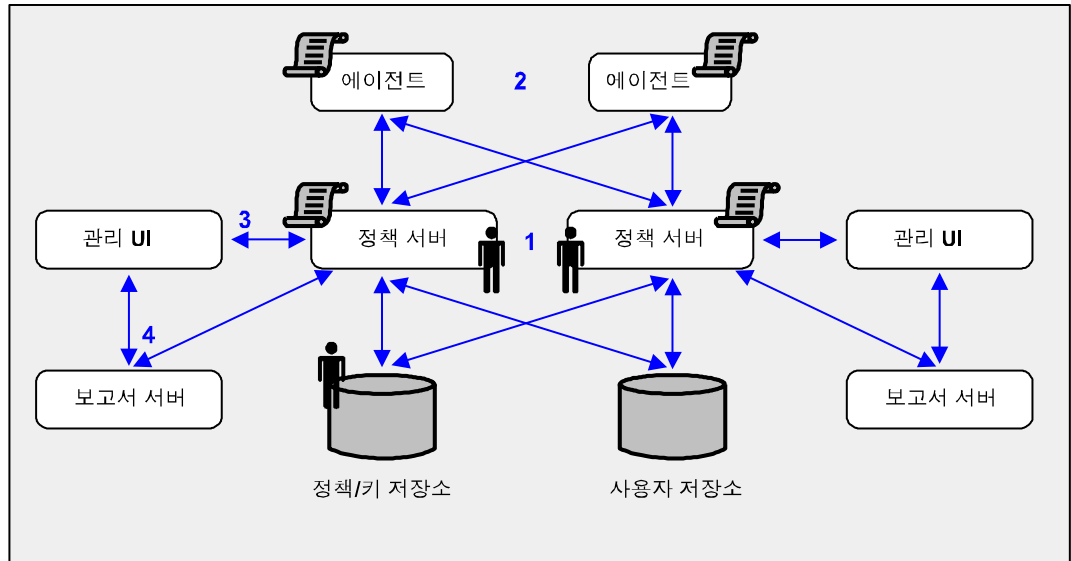 에이전트
2
에이전트
3
관리 UI
정책 서버
1
정책 서버
관리 UI
4
보고서 서버
보고서 서버
정책/키 저장소
사용자 저장소